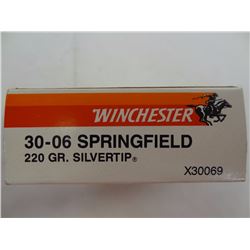 WINCHESTER
30-06 SPRINGFIELD
220 GR. SILVERTIP®
X30069